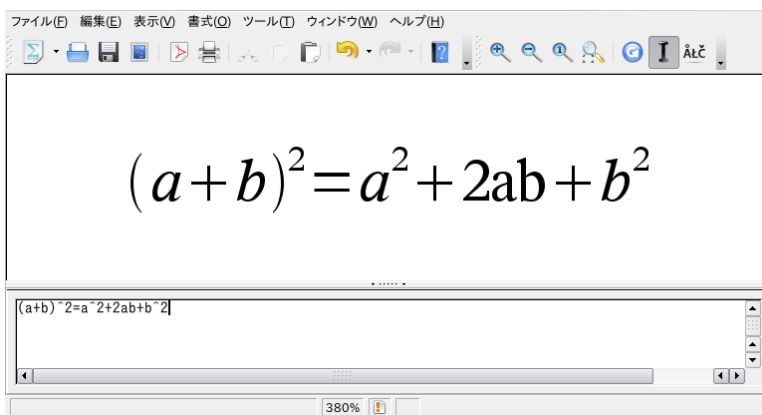 ファイル(F) 編集(E) 表示(V) 書式(O) ツール(T) ウィンドウ(W) ヘルプ(H)
ÅŁČ
(a+b)²=a²+2ab+b²
(a+b)^2=a^2+2ab+b^2
380%